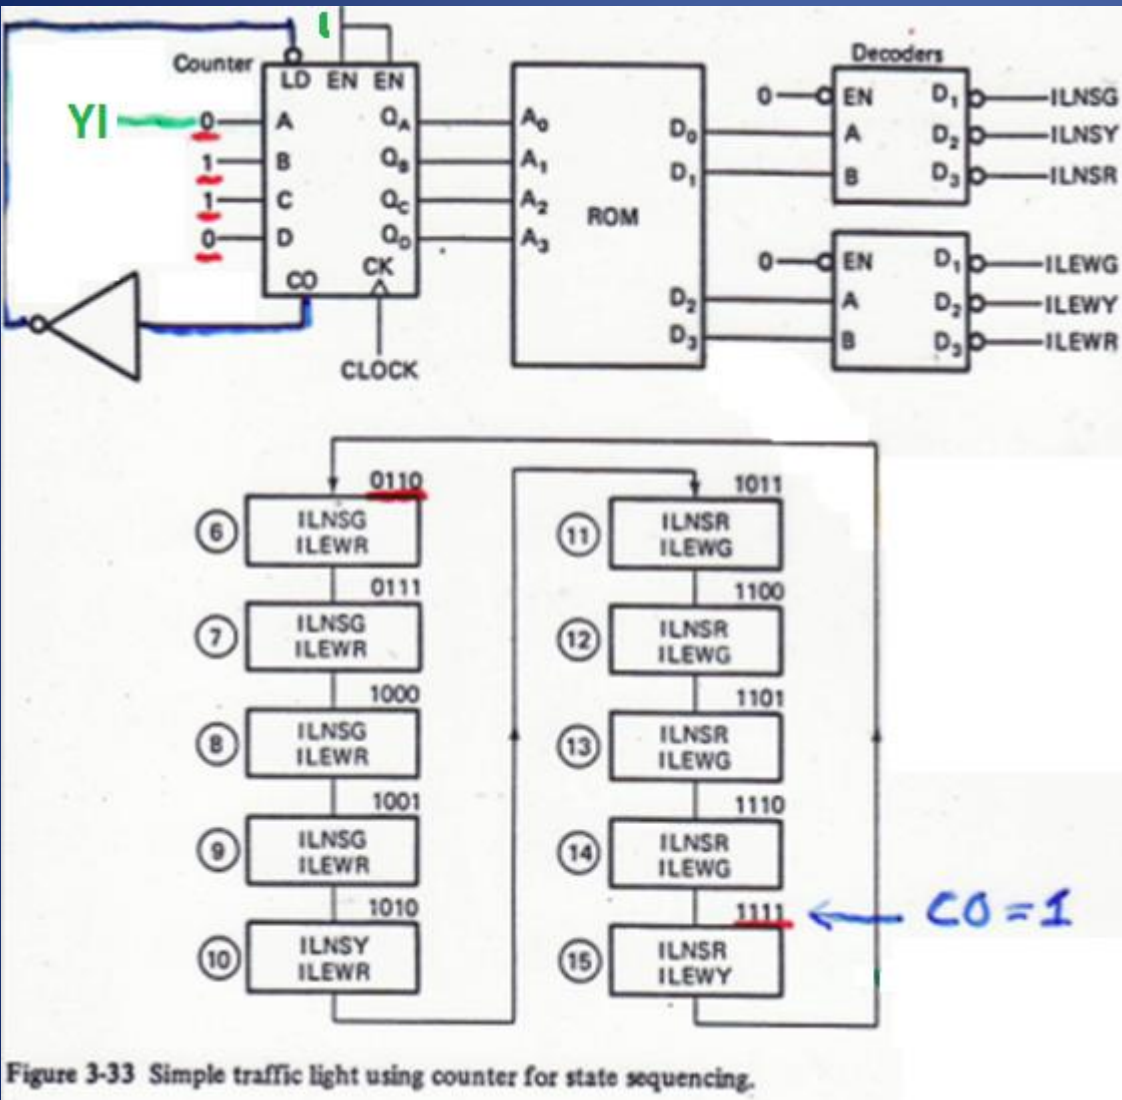 Counter
LD EN EN
1
YI
0 A QA A0
1 B QB A1
1 C QC A2
0 D QD A3
CO CK
CLOCK
ROM
D0
D1
D2
D3
Decoders
0 EN D1 ILNSG
A D2 ILNSY
B D3 ILNSR
0 EN D1 ILEWG
A D2 ILEWY
B D3 ILEWR
0110
6 ILNSG
ILEWR
0111
7 ILNSG
ILEWR
1000
8 ILNSG
ILEWR
1001
9 ILNSG
ILEWR
1010
10 ILNSY
ILEWR
1011
11 ILNSR
ILEWG
1100
12 ILNSR
ILEWG
1101
13 ILNSR
ILEWG
1110
14 ILNSR
ILEWG
1111
CO = 1
15 ILNSR
ILEWY
Figure 3-33 Simple traffic light using counter for state sequencing.